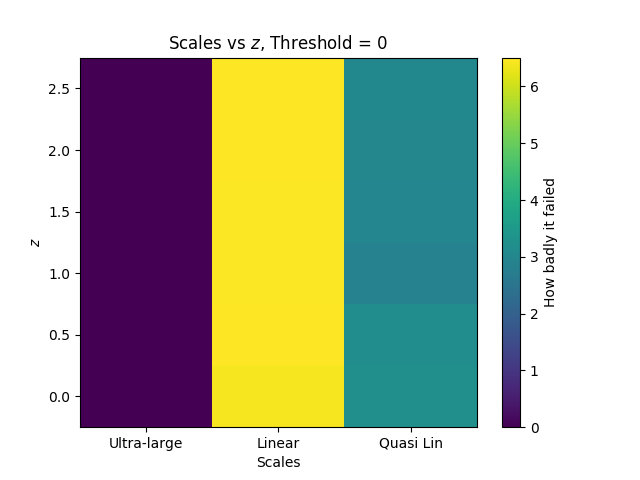 Scales vs z, Threshold = 0
2.5
2.0
1.5
1.0
0.5
0.0
z
Ultra-large
Linear
Quasi Lin
Scales
6
5
4
3
2
1
0
How badly it failed